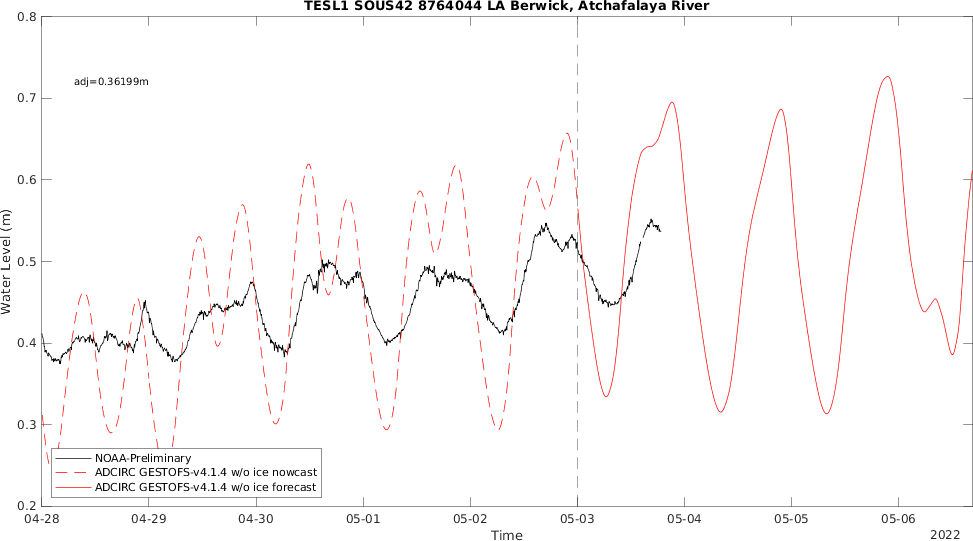 TESL1 SOUS42 8764044 LA Berwick, Atchafalaya River
0.8
adj=0.36199m
0.7
0.6
0.5
0.4
0.3
0.2
Water Level (m)
NOAA-Preliminary
ADCIRC GESTOFS-v4.1.4 w/o ice nowcast
ADCIRC GESTOFS-v4.1.4 w/o ice forecast
04-28 04-29 04-30 05-01 05-02 05-03 05-04 05-05 05-06
Time
2022